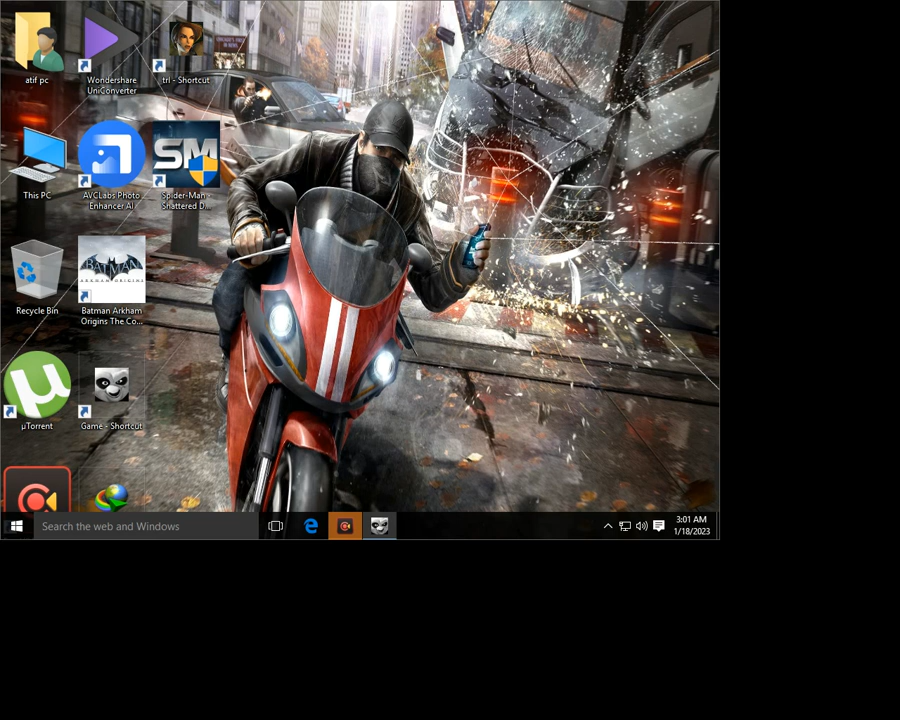 atif pc
Wondershare
UniConverter
trl - Shortcut
This PC
AVCLabs Photo
Enhancer AI
SM
Spider-Man -
Shattered D...
Recycle Bin
BATMAN
ARKHAM ORIGINS
Batman Arkham
Origins The Co...
µTorrent
Game - Shortcut
Search the web and Windows
3:01 AM
1/18/2023